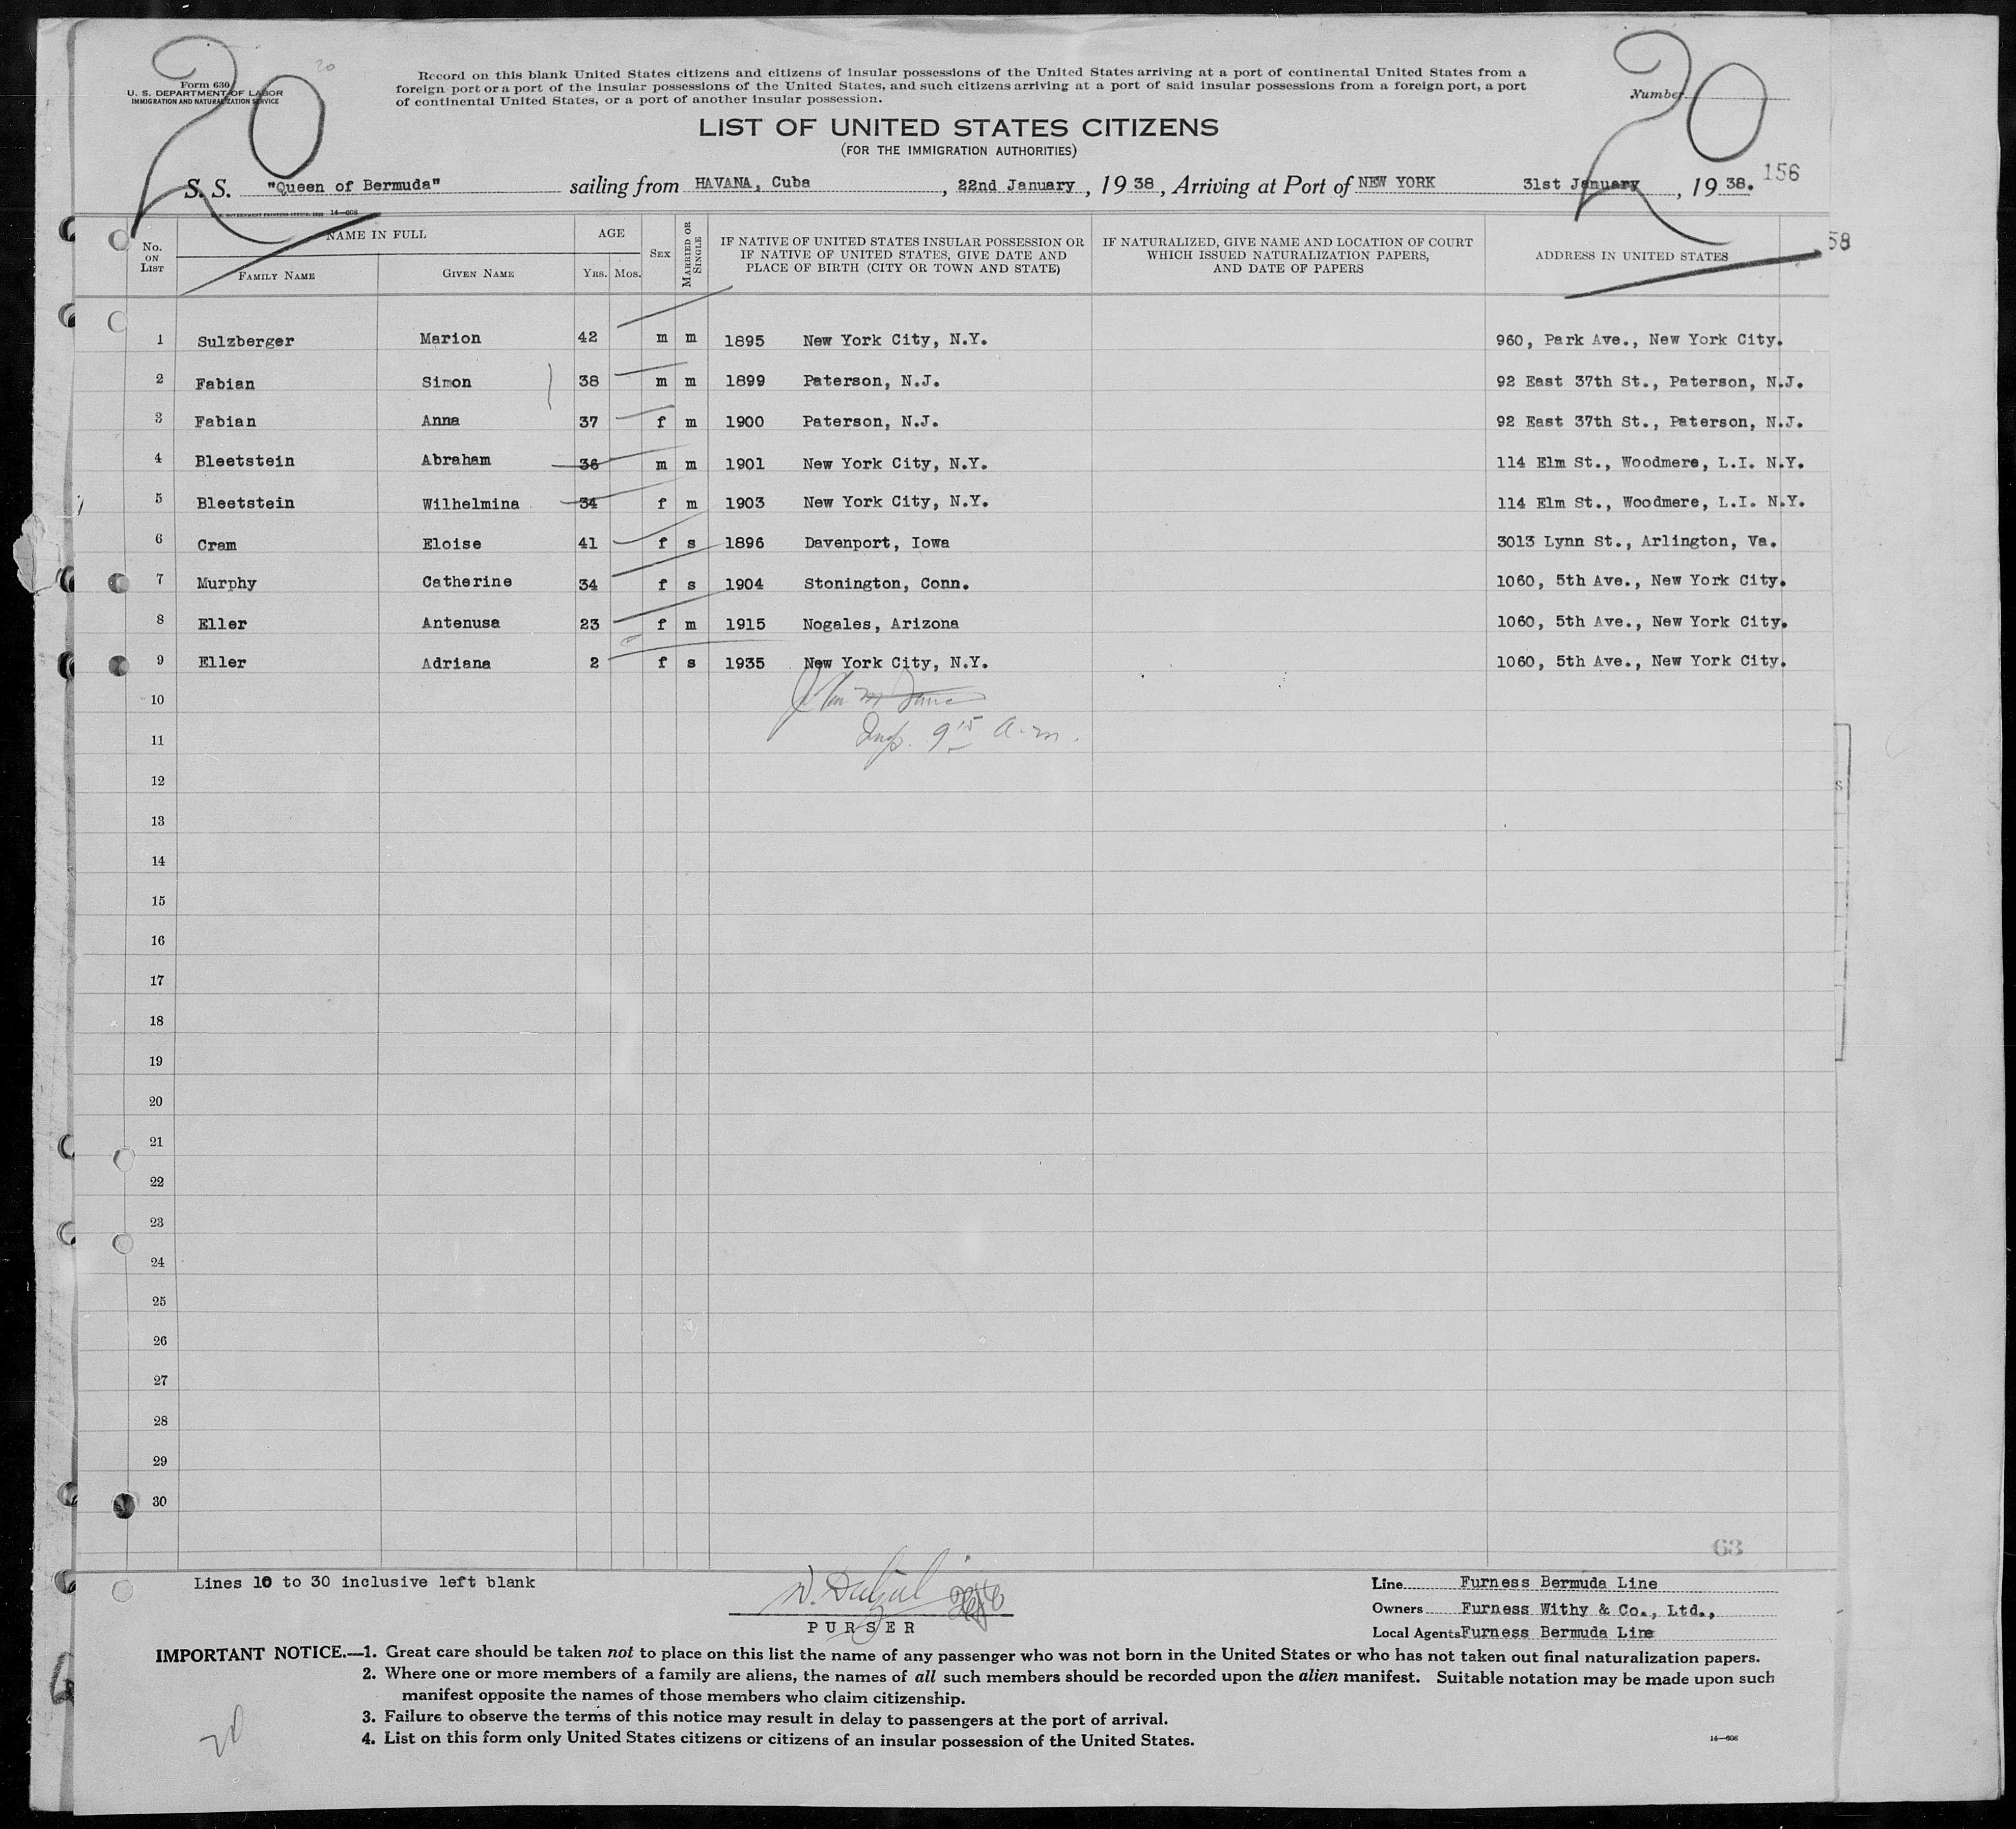 20 20
20
Form 630
U. S. DEPARTMENT OF LABOR
IMMIGRATION AND NATURALIZATION SERVICE
Record on this blank United States citizens and citizens of insular possessions of the United States arriving at a port of continental United States from a
foreign port or a port of the insular possessions of the United States, and such citizens arriving at a port of said insular possessions from a foreign port, a port
of continental United States, or a port of another insular possession.
Number
LIST OF UNITED STATES CITIZENS
(FOR THE IMMIGRATION AUTHORITIES)
S. S. "Queen of Bermuda" sailing from HAVANA, Cuba, 22nd January, 1938, Arriving at Port of NEW YORK 31st January, 1938. 156
14—608
58
No. ON LIST NAME IN FULL AGE SEX MARRIED OR SINGLE IF NATIVE OF UNITED STATES INSULAR POSSESSION OR IF NATIVE OF UNITED STATES, GIVE DATE AND PLACE OF BIRTH (CITY OR TOWN AND STATE) IF NATURALIZED, GIVE NAME AND LOCATION OF COURT WHICH ISSUED NATURALIZATION PAPERS, AND DATE OF PAPERS ADDRESS IN UNITED STATES
FAMILY NAME GIVEN NAME YRS. MOS.
1 Sulzberger Marion 42 m m 1895 New York City, N.Y. 960, Park Ave., New York City.
2 Fabian Simon 38 m m 1899 Paterson, N.J. 92 East 37th St., Paterson, N.J.
3 Fabian Anna 37 f m 1900 Paterson, N.J. 92 East 37th St., Paterson, N.J.
4 Bleetstein Abraham 36 m m 1901 New York City, N.Y. 114 Elm St., Woodmere, L.I. N.Y.
5 Bleetstein Wilhelmina 34 f m 1903 New York City, N.Y. 114 Elm St., Woodmere, L.I. N.Y.
6 Cram Eloise 41 f s 1896 Davenport, Iowa 3013 Lynn St., Arlington, Va.
7 Murphy Catherine 34 f s 1904 Stonington, Conn. 1060, 5th Ave., New York City.
8 Eller Antenusa 23 f m 1915 Nogales, Arizona 1060, 5th Ave., New York City.
9 Eller Adriana 2 f s 1935 New York City, N.Y. 1060, 5th Ave., New York City.
10
11 Insp. 9 15 a.m.
12
13
14
15
16
17
18
19
20
21
22
23
24
25
26
27
28
29
30
63
Lines 10 to 30 inclusive left blank
PURSER
Line Furness Bermuda Line
Owners Furness Withy & Co., Ltd.,
Local Agents Furness Bermuda Line
IMPORTANT NOTICE.—1. Great care should be taken not to place on this list the name of any passenger who was not born in the United States or who has not taken out final naturalization papers.
2. Where one or more members of a family are aliens, the names of all such members should be recorded upon the alien manifest. Suitable notation may be made upon such
manifest opposite the names of those members who claim citizenship.
3. Failure to observe the terms of this notice may result in delay to passengers at the port of arrival.
4. List on this form only United States citizens or citizens of an insular possession of the United States.
20
14—608